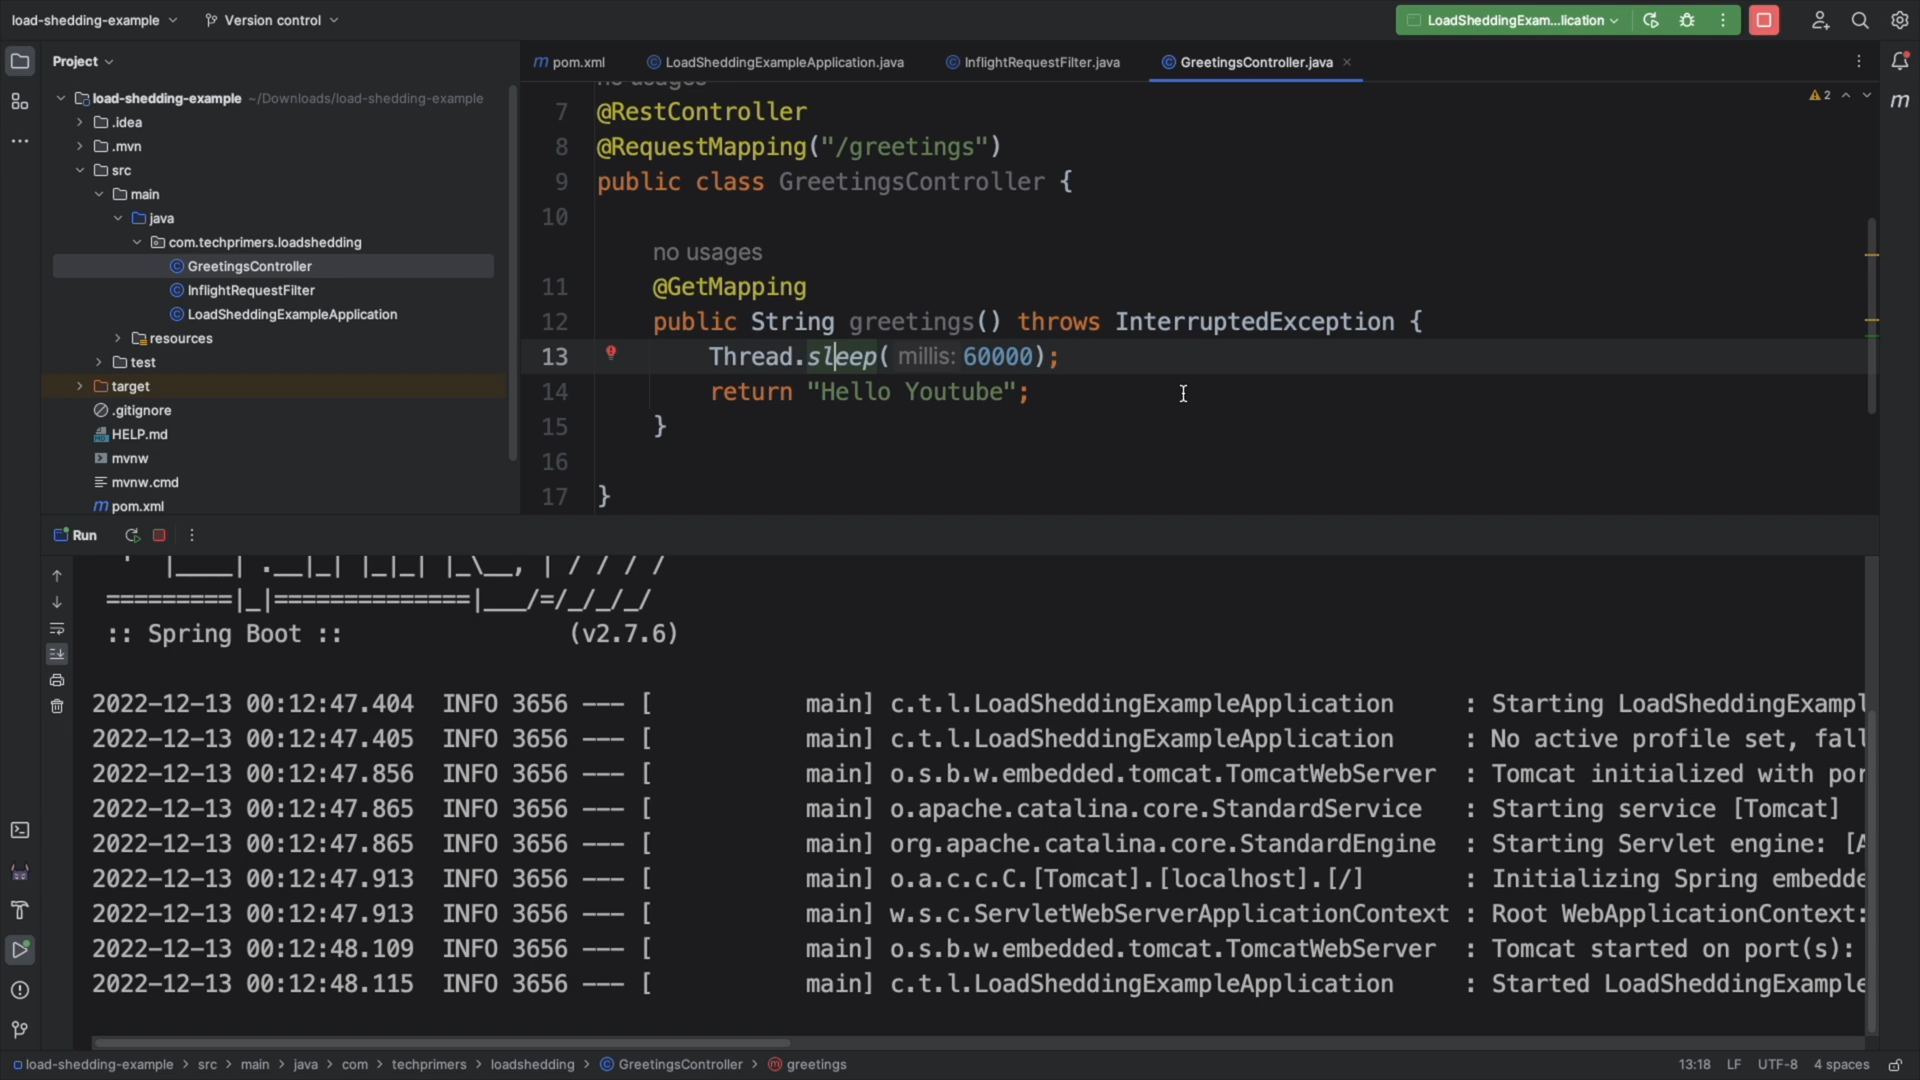 load-shedding-example
Version control
LoadSheddingExam...lication
Project
pom.xml
LoadSheddingExampleApplication.java
InflightRequestFilter.java
GreetingsController.java
load-shedding-example ~/Downloads/load-shedding-example
.idea
.mvn
src
main
java
com.techprimers.loadshedding
GreetingsController
InflightRequestFilter
LoadSheddingExampleApplication
resources
test
target
.gitignore
HELP.md
mvnw
mvnw.cmd
pom.xml
no usages
2
7 @RestController
8 @RequestMapping("/greetings")
9 public class GreetingsController {
10
no usages
11 @GetMapping
12 public String greetings() throws InterruptedException {
13 Thread.sleep( millis: 60000);
14 return "Hello Youtube";
15 }
16
17 }
Run
' |____| .__|_| |_|_| |_\__, | / / / /
=========|_|==============|___/=/_/_/_/
:: Spring Boot :: (v2.7.6)
2022-12-13 00:12:47.404 INFO 3656 --- [ main] c.t.l.LoadSheddingExampleApplication : Starting LoadSheddingExampl
2022-12-13 00:12:47.405 INFO 3656 --- [ main] c.t.l.LoadSheddingExampleApplication : No active profile set, fall
2022-12-13 00:12:47.856 INFO 3656 --- [ main] o.s.b.w.embedded.tomcat.TomcatWebServer : Tomcat initialized with por
2022-12-13 00:12:47.865 INFO 3656 --- [ main] o.apache.catalina.core.StandardService : Starting service [Tomcat]
2022-12-13 00:12:47.865 INFO 3656 --- [ main] org.apache.catalina.core.StandardEngine : Starting Servlet engine: [A
2022-12-13 00:12:47.913 INFO 3656 --- [ main] o.a.c.c.C.[Tomcat].[localhost].[/] : Initializing Spring embedde
2022-12-13 00:12:47.913 INFO 3656 --- [ main] w.s.c.ServletWebServerApplicationContext : Root WebApplicationContext:
2022-12-13 00:12:48.109 INFO 3656 --- [ main] o.s.b.w.embedded.tomcat.TomcatWebServer : Tomcat started on port(s):
2022-12-13 00:12:48.115 INFO 3656 --- [ main] c.t.l.LoadSheddingExampleApplication : Started LoadSheddingExample
load-shedding-example > src > main > java > com > techprimers > loadshedding > GreetingsController > greetings
13:18 LF UTF-8 4 spaces